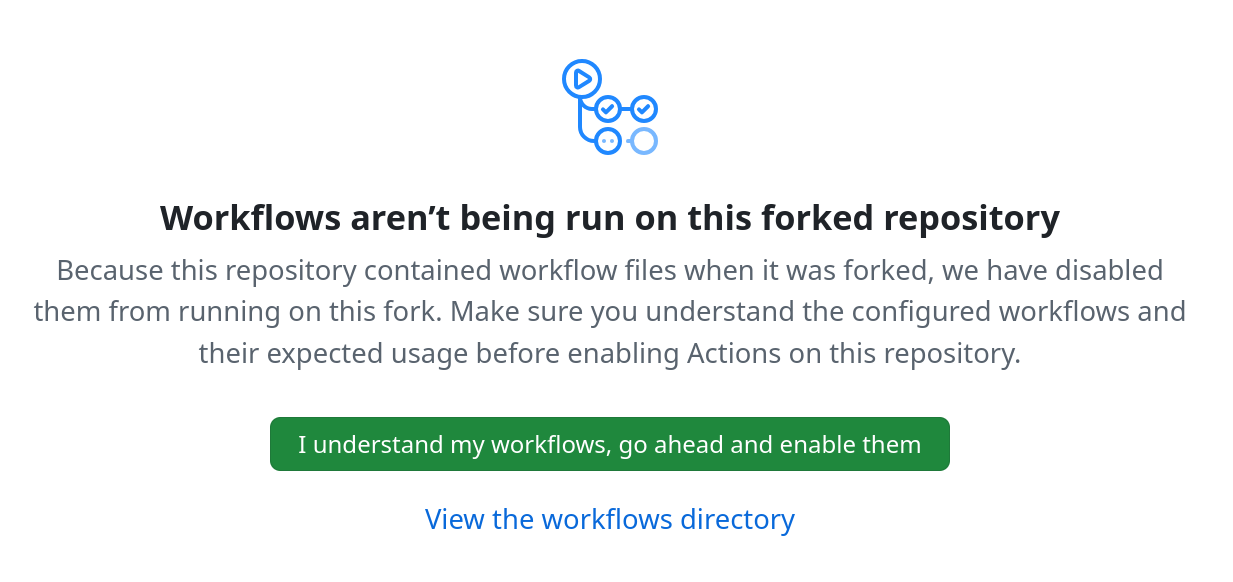 Workflows aren’t being run on this forked repository
Because this repository contained workflow files when it was forked, we have disabled
them from running on this fork. Make sure you understand the configured workflows and
their expected usage before enabling Actions on this repository.
I understand my workflows, go ahead and enable them
View the workflows directory